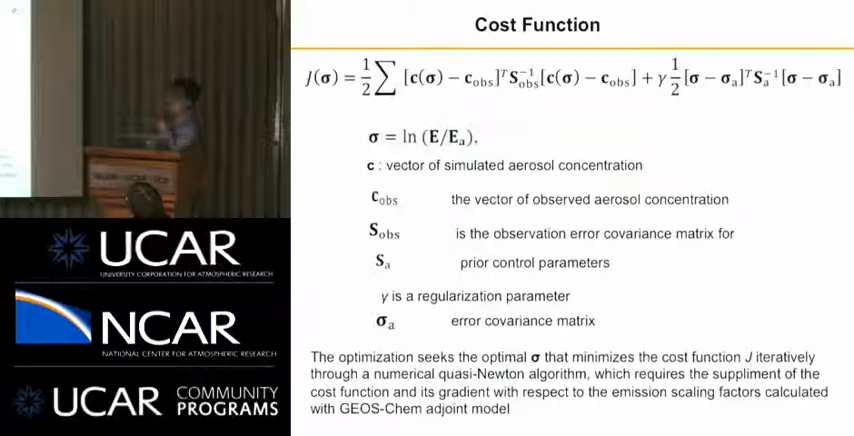 Cost Function
J(σ) = 1/2 ∑ [c(σ) − c_obs]^T S_obs^−1 [c(σ) − c_obs] + γ 1/2 [σ − σ_a]^T S_a^−1 [σ − σ_a]
σ = ln (E/E_a),
c : vector of simulated aerosol concentration
c_obs the vector of observed aerosol concentration
S_obs is the observation error covariance matrix for
S_a prior control parameters
γ is a regularization parameter
σ_a error covariance matrix
The optimization seeks the optimal σ that minimizes the cost function J iteratively
through a numerical quasi-Newton algorithm, which requires the suppliment of the
cost function and its gradient with respect to the emission scaling factors calculated
with GEOS-Chem adjoint model
UCAR
UNIVERSITY CORPORATION FOR ATMOSPHERIC RESEARCH
NCAR
NATIONAL CENTER FOR ATMOSPHERIC RESEARCH
UCAR COMMUNITY
PROGRAMS